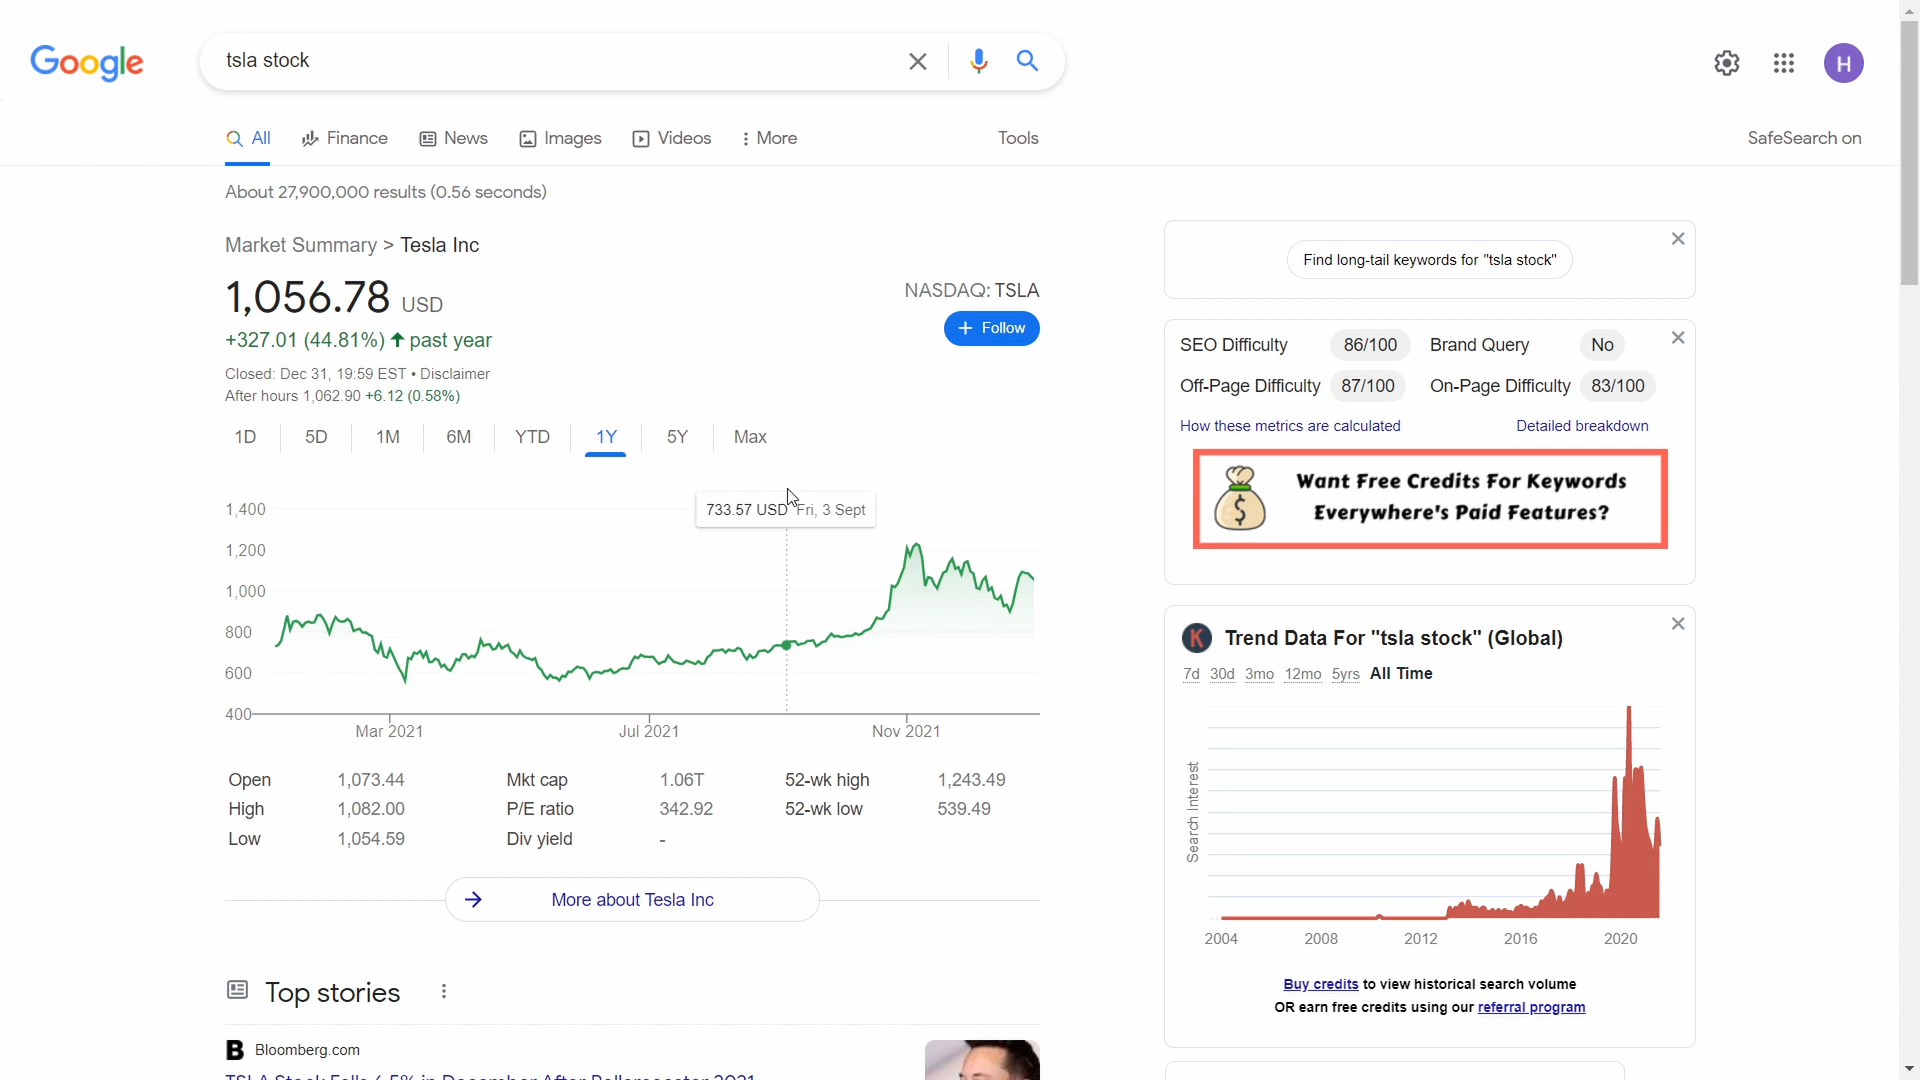 Google
tsla stock
H
All
Finance
News
Images
Videos
More
Tools
SafeSearch on
About 27,900,000 results (0.56 seconds)
Market Summary > Tesla Inc
1,056.78 USD
+327.01 (44.81%) past year
Closed: Dec 31, 19:59 EST • Disclaimer
After hours 1,062.90 +6.12 (0.58%)
NASDAQ: TSLA
+ Follow
1D 5D 1M 6M YTD 1Y 5Y Max
733.57 USD Fri, 3 Sept
1,400
1,200
1,000
800
600
400
Mar 2021 Jul 2021 Nov 2021
Open 1,073.44 Mkt cap 1.06T 52-wk high 1,243.49
High 1,082.00 P/E ratio 342.92 52-wk low 539.49
Low 1,054.59 Div yield -
More about Tesla Inc
Top stories
B Bloomberg.com
TSLA Stock Falls 6.5% in December After Rollercoaster 2021
Find long-tail keywords for "tsla stock"
SEO Difficulty 86/100 Brand Query No
Off-Page Difficulty 87/100 On-Page Difficulty 83/100
How these metrics are calculated Detailed breakdown
$
Want Free Credits For Keywords
Everywhere's Paid Features?
K Trend Data For "tsla stock" (Global)
7d 30d 3mo 12mo 5yrs All Time
Search Interest
2004 2008 2012 2016 2020
Buy credits to view historical search volume
OR earn free credits using our referral program